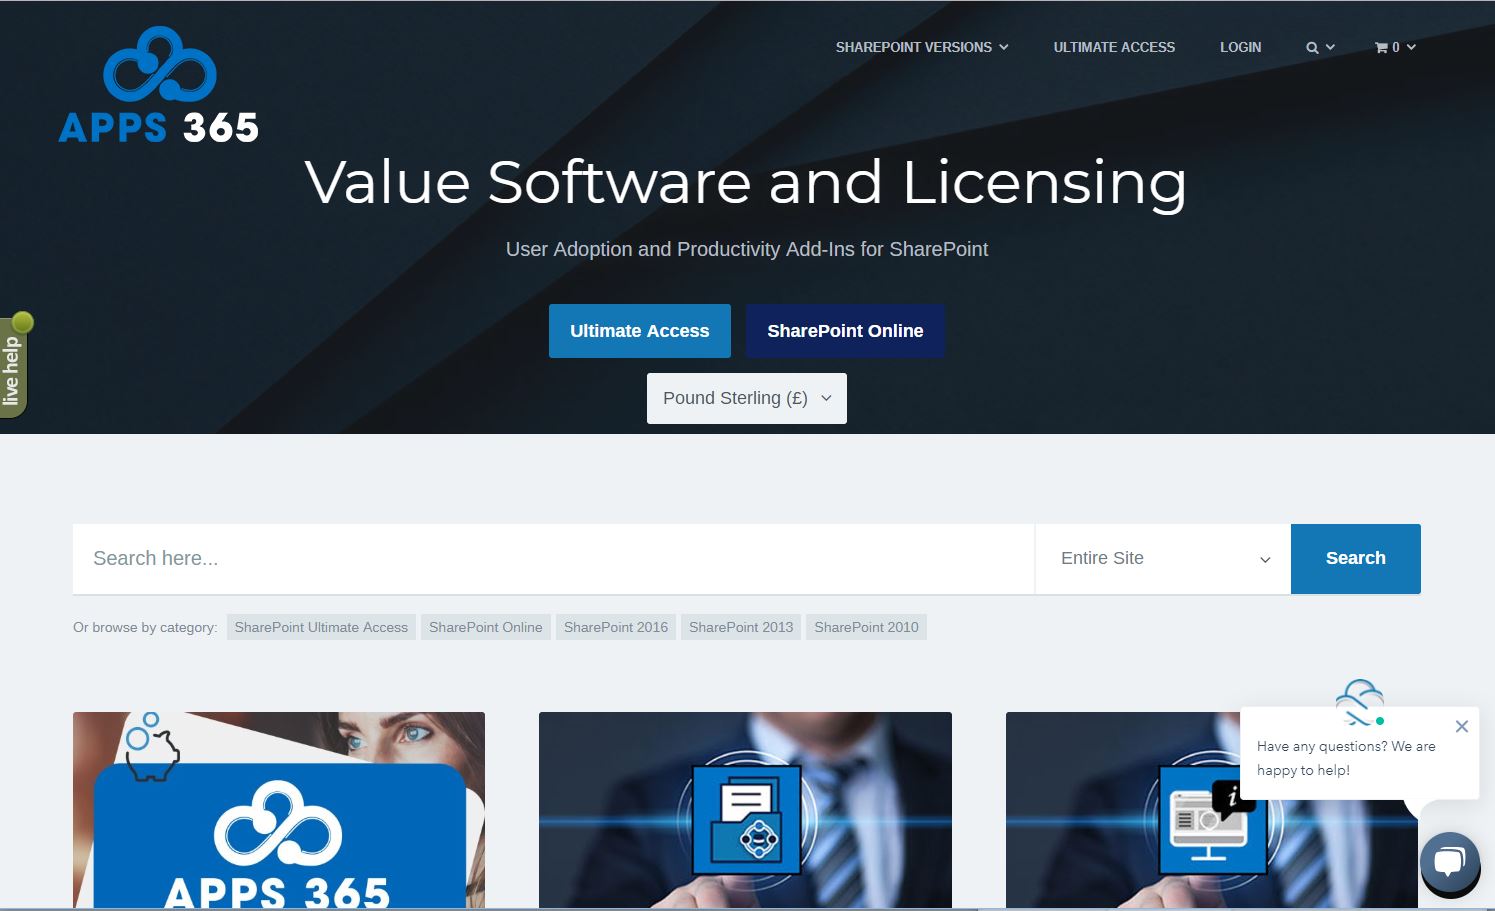 APPS 365
SHAREPOINT VERSIONS
ULTIMATE ACCESS
LOGIN
0
Value Software and Licensing
User Adoption and Productivity Add-Ins for SharePoint
Ultimate Access
SharePoint Online
Pound Sterling (£)
live help
Search here...
Entire Site
Search
Or browse by category:
SharePoint Ultimate Access
SharePoint Online
SharePoint 2016
SharePoint 2013
SharePoint 2010
APPS 365
i
Have any questions? We are
happy to help!